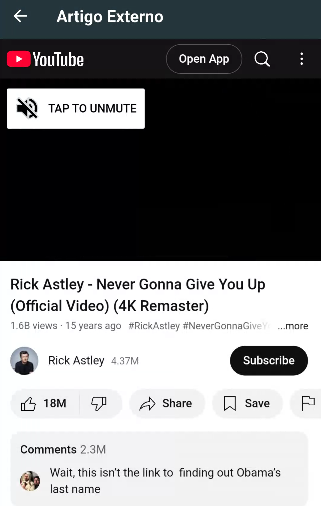 Artigo Externo
YouTube
Open App
TAP TO UNMUTE
Rick Astley - Never Gonna Give You Up
(Official Video) (4K Remaster)
1.6B views · 15 years ago #RickAstley #NeverGonnaGiveY ...more
Rick Astley 4.37M
Subscribe
18M
Share
Save
Comments 2.3M
Wait, this isn't the link to finding out Obama's
last name